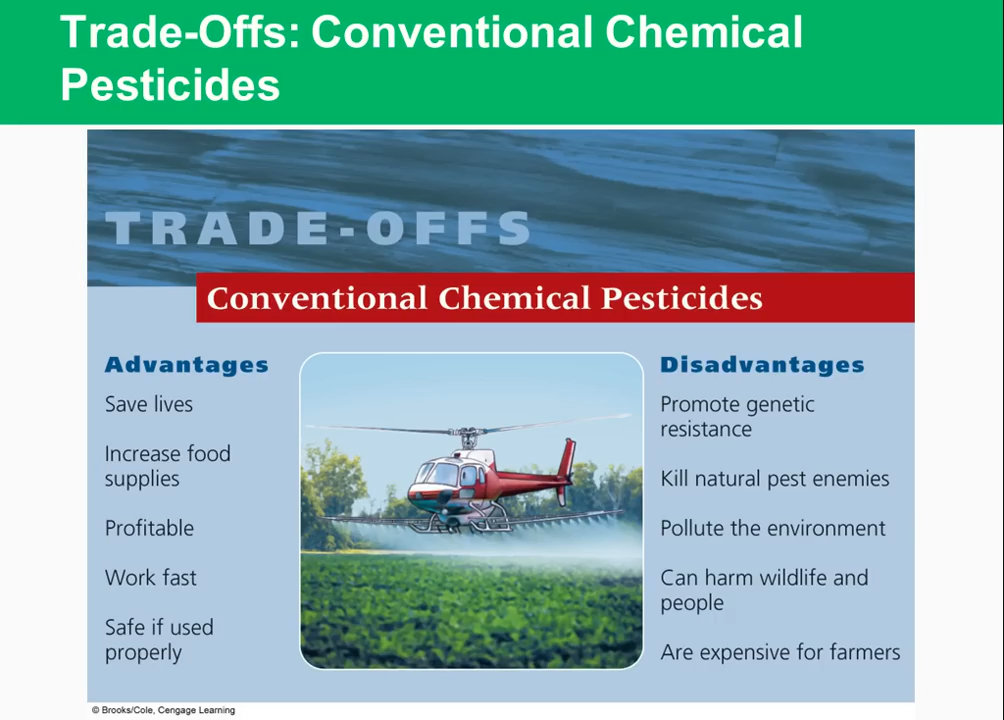 Trade-Offs: Conventional Chemical
Pesticides
TRADE-OFFS
Conventional Chemical Pesticides
Advantages
Save lives
Increase food
supplies
Profitable
Work fast
Safe if used
properly
Disadvantages
Promote genetic
resistance
Kill natural pest enemies
Pollute the environment
Can harm wildlife and
people
Are expensive for farmers
© Brooks/Cole, Cengage Learning